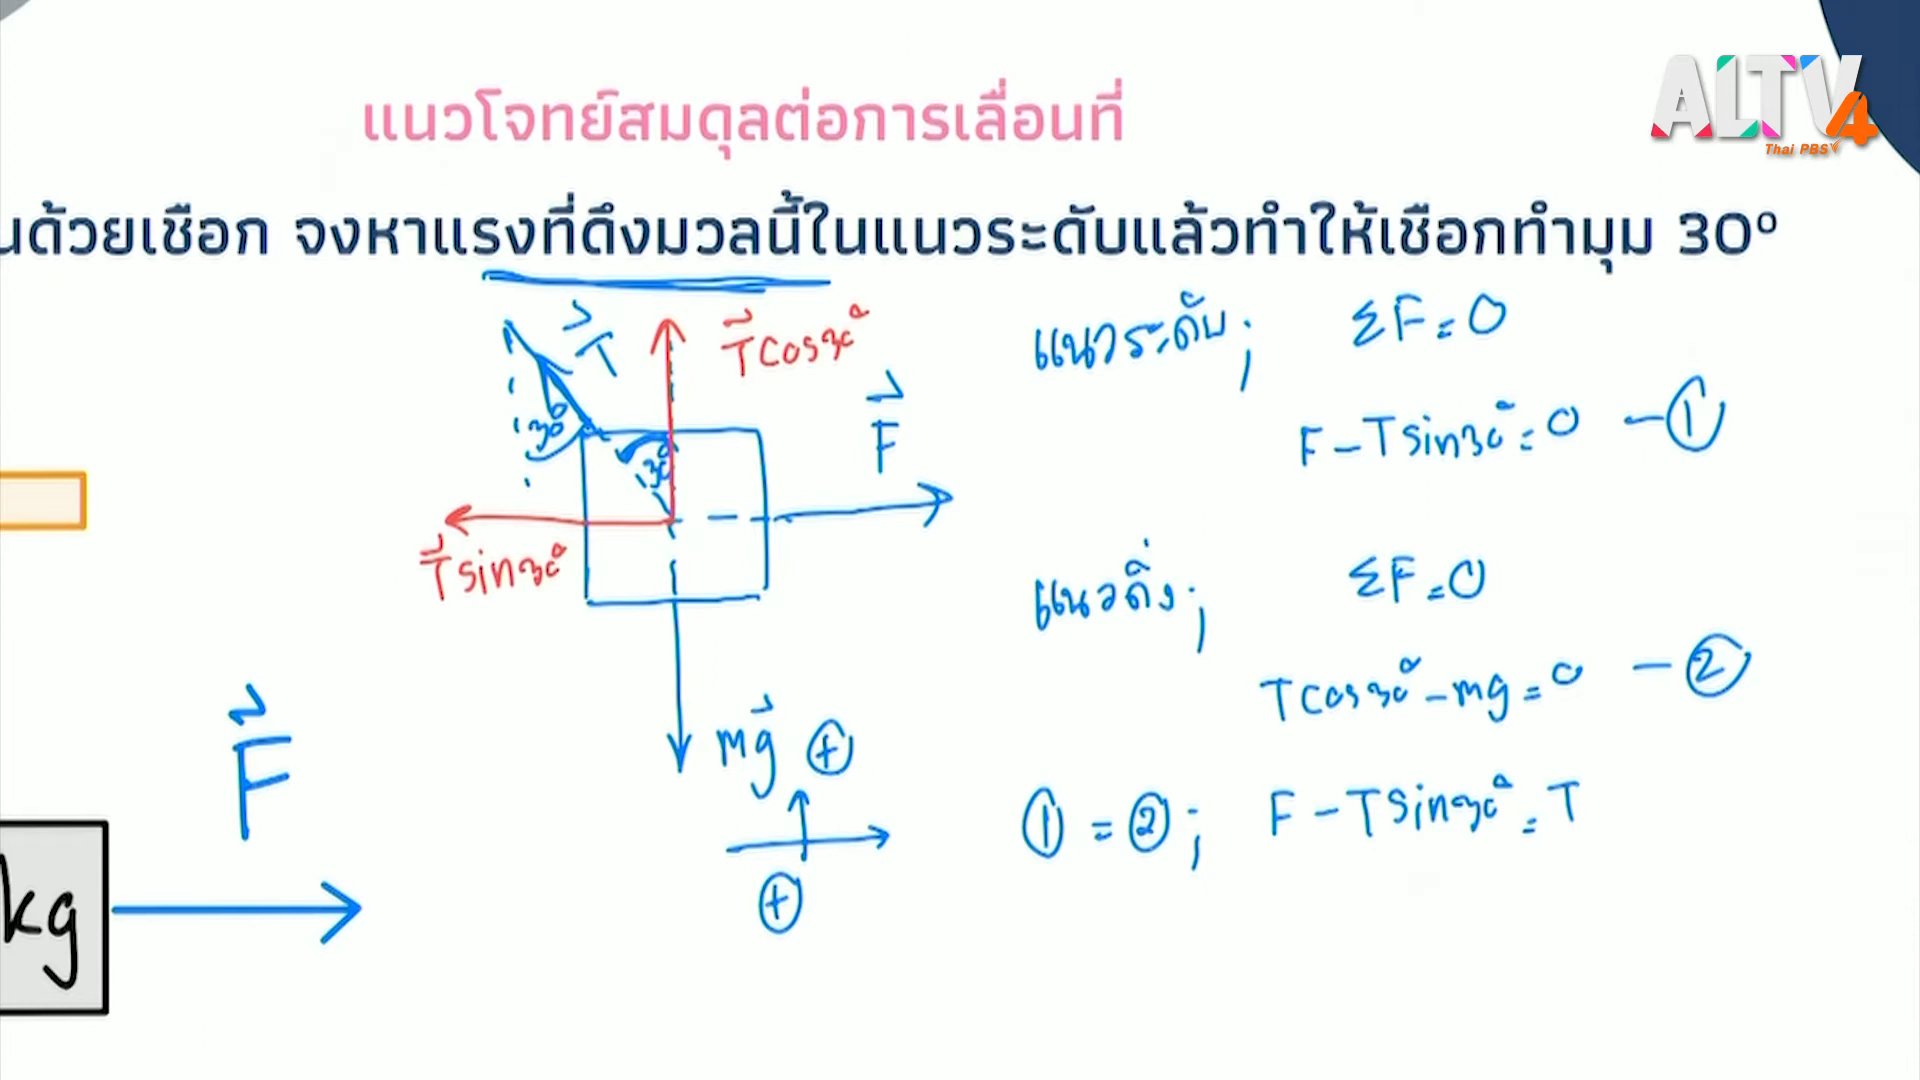 ALTV4
Thai PBS
แนวโจทย์สมดุลต่อการเลื่อนที่
นด้วยเชือก จงหาแรงที่ดึงมวลนี้ในแนวระดับแล้วทำให้เชือกทำมุม 30º
T
Tcos30°
F
30°
30°
Tsin30°
mg
+
+
F
kg
แนวระดับ; ΣF=0
F-Tsin30°=0 -①
แนวดิ่ง; ΣF=0
Tcos30°-mg=0 -②
①=②; F-Tsin30°=T